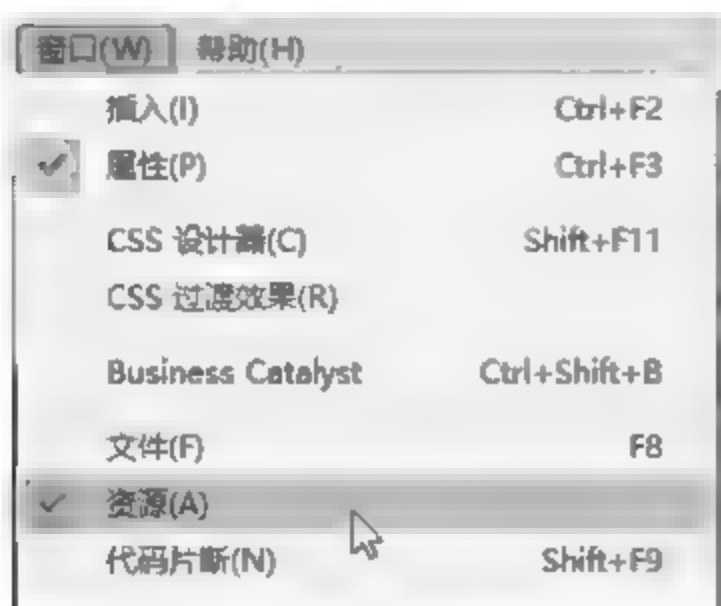 窗口(W) 帮助(H)
插入(I) Ctrl+F2
属性(P) Ctrl+F3
CSS 设计器(C) Shift+F11
CSS 过渡效果(R)
Business Catalyst Ctrl+Shift+B
文件(F) F8
资源(A)
代码片断(N) Shift+F9